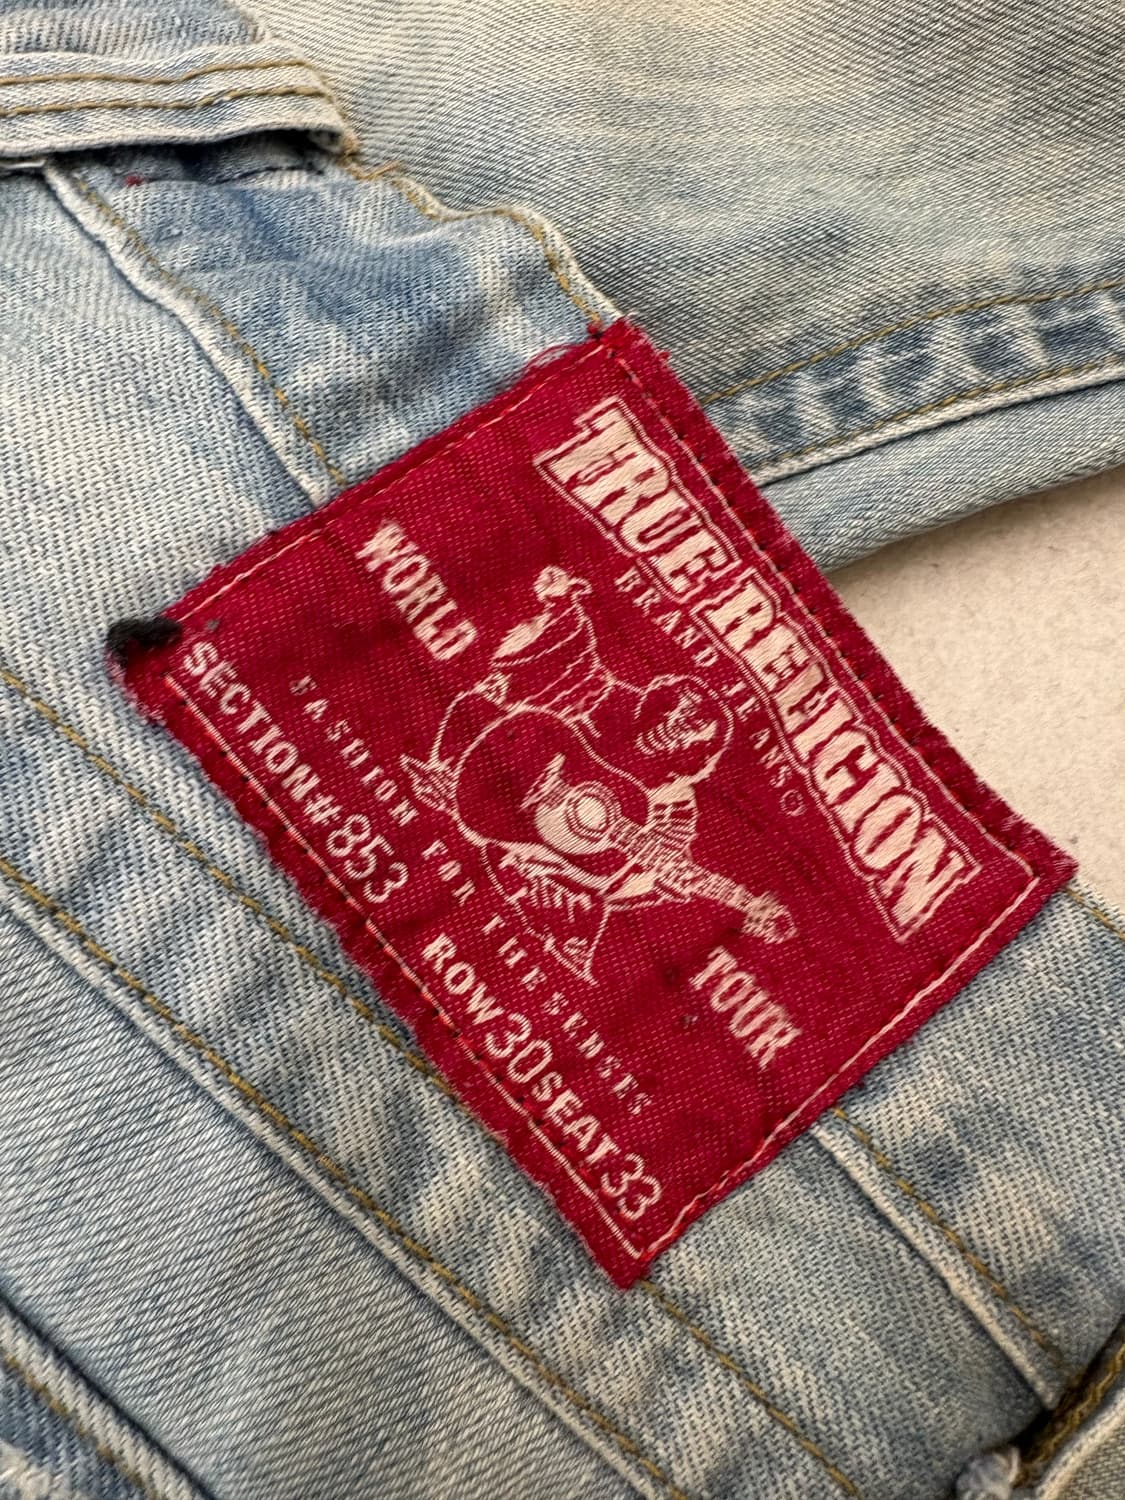 TRUE RELIGION
BRAND JEANS®
WORLD TOUR
FASHION FOR THE SENSES
SECTION#853 ROW30SEAT33